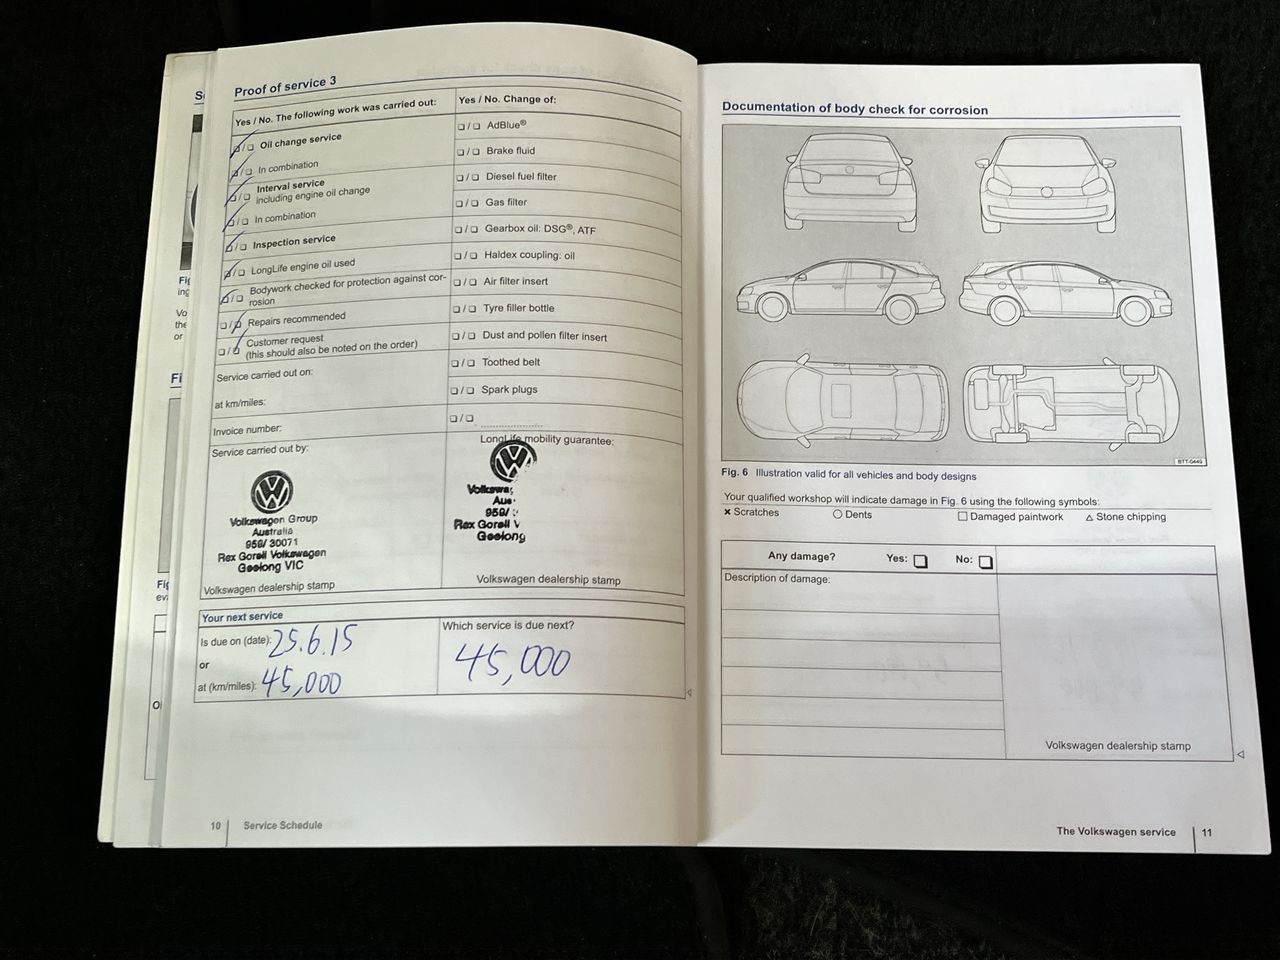 Proof of service 3
Yes / No. The following work was carried out:
❏/❏ Oil change service
❏/❏ In combination
❏/❏ Interval service
including engine oil change
❏/❏ In combination
❏/❏ Inspection service
❏/❏ LongLife engine oil used
❏/❏ Bodywork checked for protection against cor-
rosion
❏/❏ Repairs recommended
❏/❏ Customer request
(this should also be noted on the order)
Service carried out on:
at km/miles:
Invoice number:
Yes / No. Change of:
❏/❏ AdBlue®
❏/❏ Brake fluid
❏/❏ Diesel fuel filter
❏/❏ Gas filter
❏/❏ Gearbox oil: DSG®, ATF
❏/❏ Haldex coupling: oil
❏/❏ Air filter insert
❏/❏ Tyre filler bottle
❏/❏ Dust and pollen filter insert
❏/❏ Toothed belt
❏/❏ Spark plugs
❏/❏ ....................
Service carried out by:
Volkswagen Group
Australia
959/ 30071
Rex Gorell Volkswagen
Geelong VIC
Volkswagen dealership stamp
LongLife mobility guarantee:
Volkswa
Aus
959/
Rex Gorell V
Geelong
Volkswagen dealership stamp
Your next service
Is due on (date): 25.6.15
or
at (km/miles): 45,000
Which service is due next?
45,000
10 Service Schedule
Documentation of body check for corrosion
BTT-0449
Fig. 6 Illustration valid for all vehicles and body designs
Your qualified workshop will indicate damage in Fig. 6 using the following symbols:
× Scratches ○ Dents □ Damaged paintwork △ Stone chipping
Any damage? Yes: ❏ No: ❏
Description of damage:
Volkswagen dealership stamp
The Volkswagen service 11